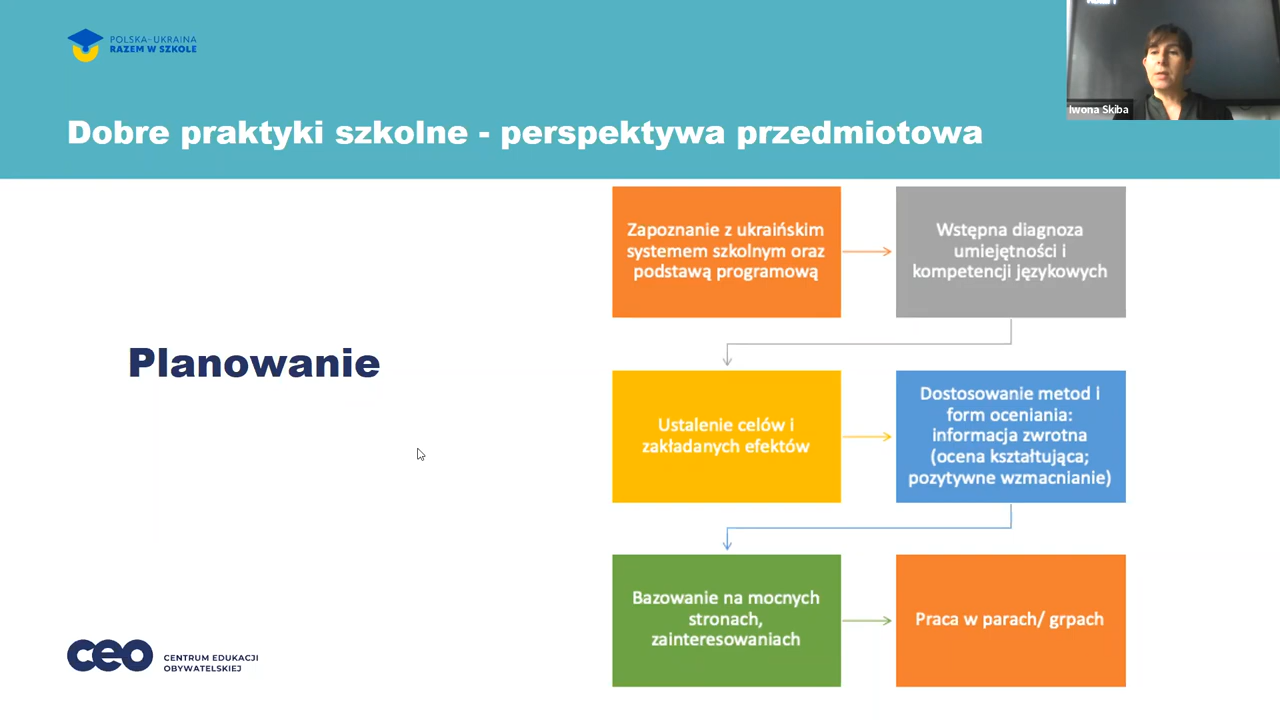 POLSKA-UKRAINA
RAZEM W SZKOLE
Iwona Skiba
Dobre praktyki szkolne - perspektywa przedmiotowa
Planowanie
Zapoznanie z ukraińskim
systemem szkolnym oraz
podstawą programową
Wstępna diagnoza
umiejętności i
kompetencji językowych
Ustalenie celów i
zakładanych efektów
Dostosowanie metod i
form oceniania:
informacja zwrotna
(ocena kształtująca;
pozytywne wzmacnianie)
Bazowanie na mocnych
stronach,
zainteresowaniach
Praca w parach/ grpach
ceo
CENTRUM EDUKACJI
OBYWATELSKIEJ